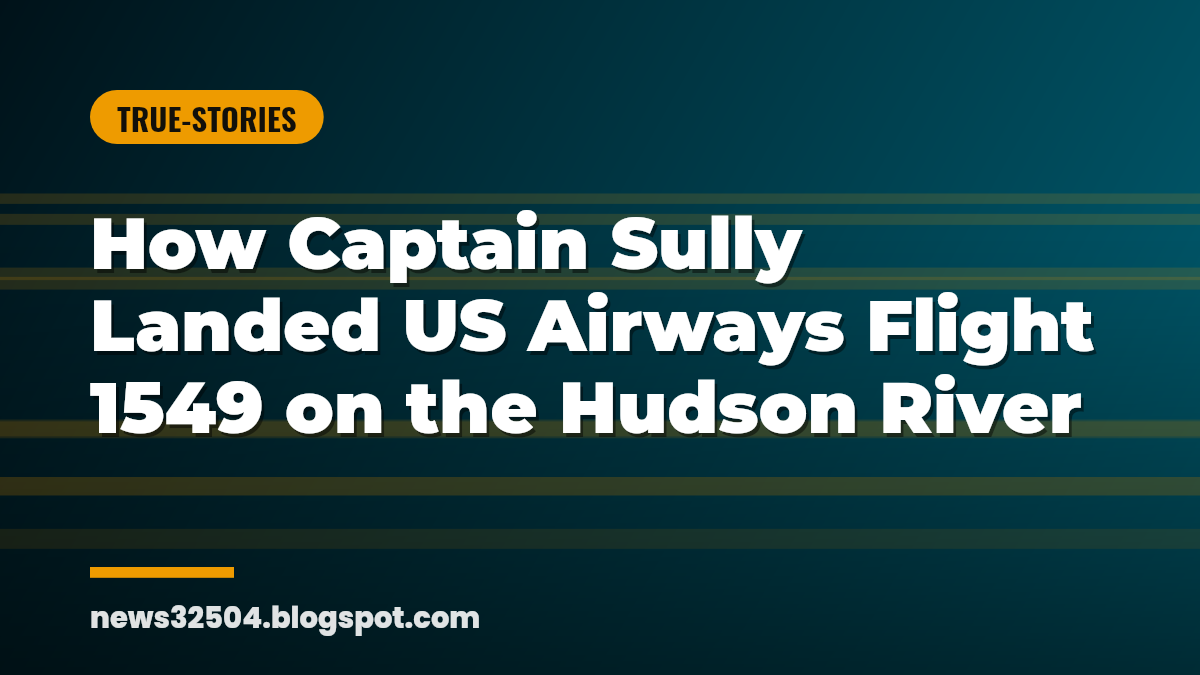 TRUE-STORIES
How Captain Sully
Landed US Airways Flight
1549 on the Hudson River
news32504.blogspot.com